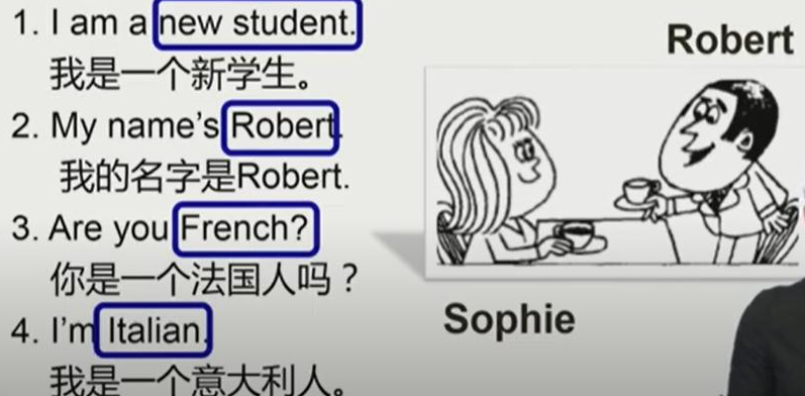 1. I am a new student.
我是一个新学生。
2. My name's Robert.
我的名字是Robert.
3. Are you French?
你是一个法国人吗？
4. I'm Italian.
我是一个意大利人。
Robert
Sophie